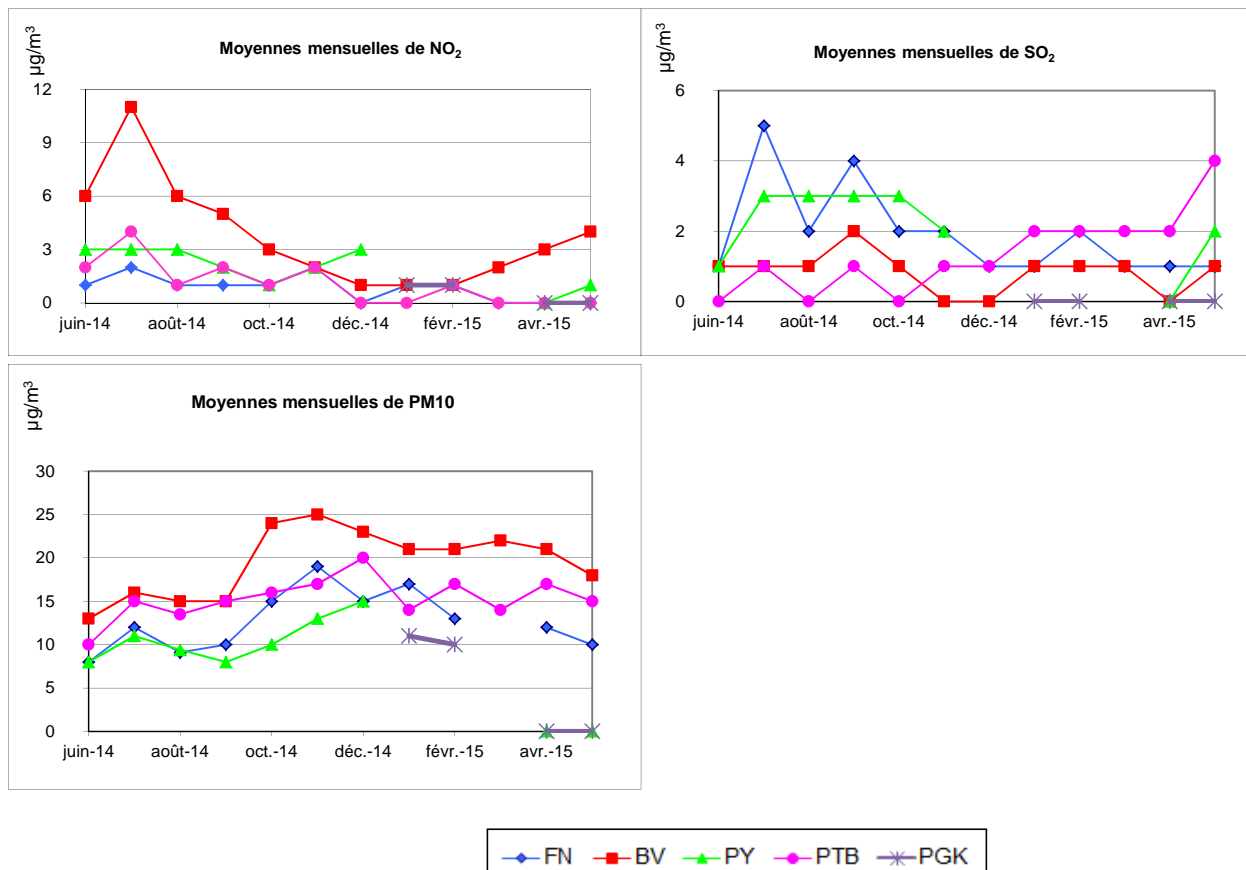 µg/m³
Moyennes mensuelles de NO₂
12
9
6
3
0
juin-14 août-14 oct.-14 déc.-14 févr.-15 avr.-15
µg/m³
Moyennes mensuelles de SO₂
6
4
2
0
juin-14 août-14 oct.-14 déc.-14 févr.-15 avr.-15
µg/m³
Moyennes mensuelles de PM10
30
25
20
15
10
5
0
juin-14 août-14 oct.-14 déc.-14 févr.-15 avr.-15
FN BV PY PTB PGK